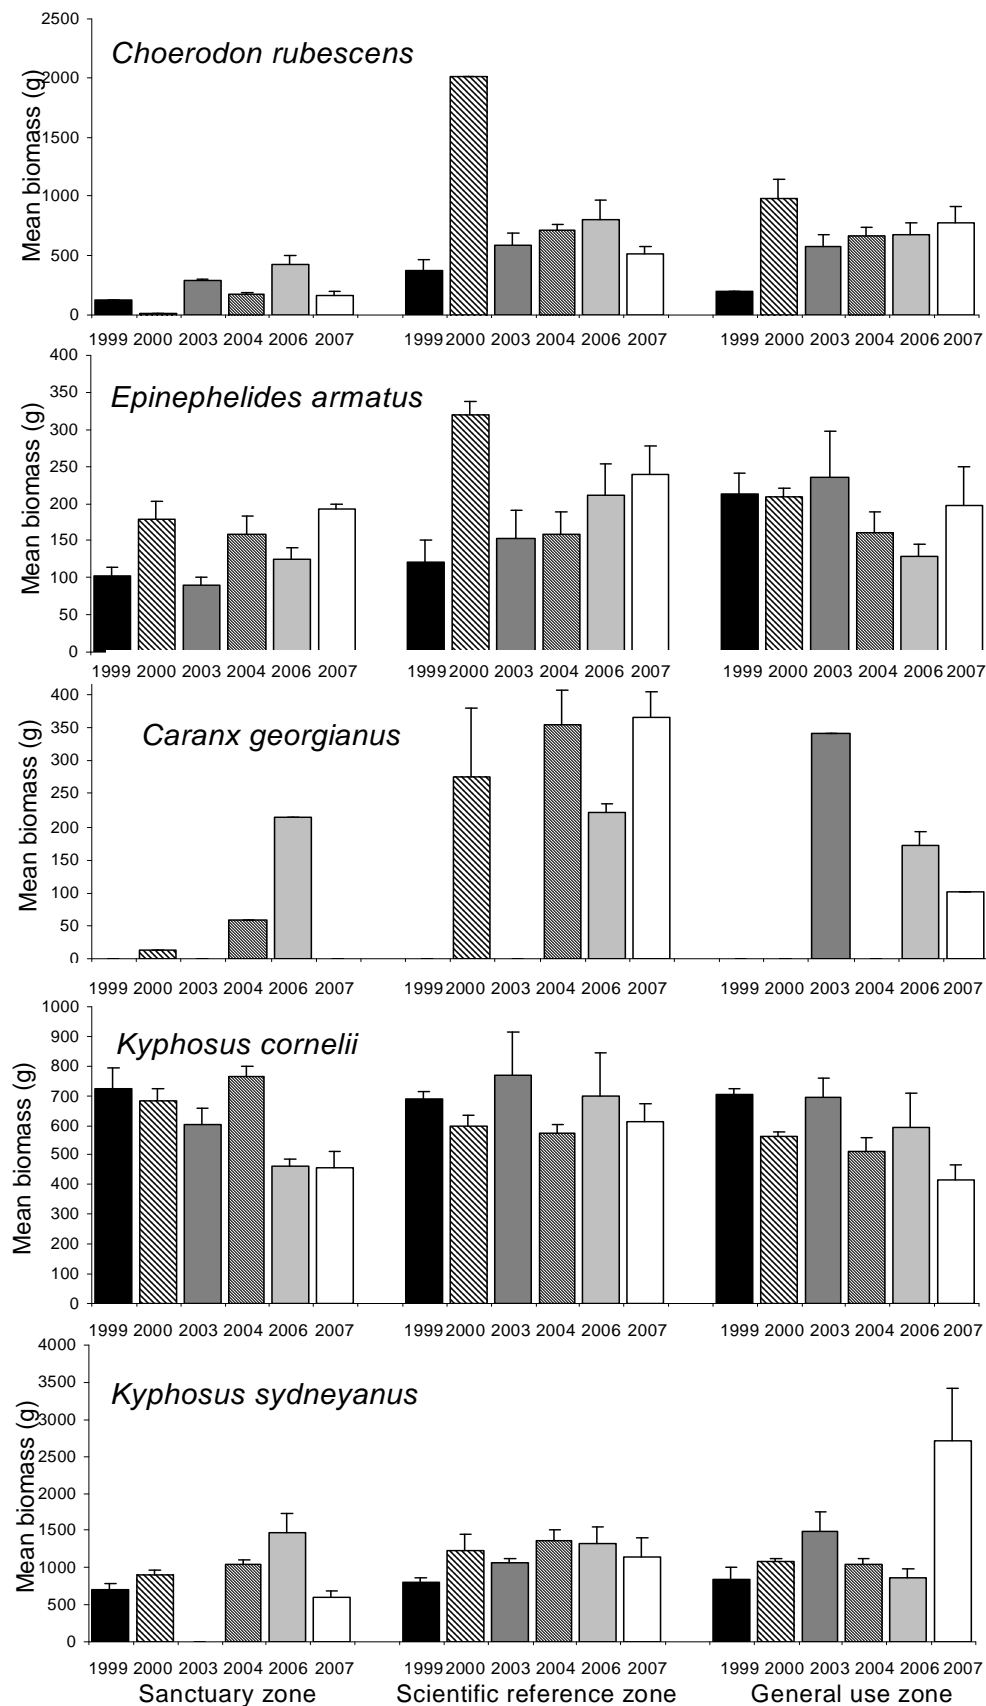 2500
Choerodon rubescens
2000
Mean biomass (g)
1500
1000
500
0
1999 2000 2003 2004 2006 2007 1999 2000 2003 2004 2006 2007 1999 2000 2003 2004 2006 2007
400
Epinephelides armatus
350
300
Mean biomass (g)
250
200
150
100
50
0
1999 2000 2003 2004 2006 2007 1999 2000 2003 2004 2006 2007 1999 2000 2003 2004 2006 2007
400
Caranx georgianus
350
300
Mean biomass (g)
250
200
150
100
50
0
1999 2000 2003 2004 2006 2007 1999 2000 2003 2004 2006 2007 1999 2000 2003 2004 2006 2007
1000
Kyphosus cornelii
900
800
Mean biomass (g)
700
600
500
400
300
200
100
0
1999 2000 2003 2004 2006 2007 1999 2000 2003 2004 2006 2007 1999 2000 2003 2004 2006 2007
4000
Kyphosus sydneyanus
3500
3000
Mean biomass (g)
2500
2000
1500
1000
500
0
1999 2000 2003 2004 2006 2007 1999 2000 2003 2004 2006 2007 1999 2000 2003 2004 2006 2007
Sanctuary zone Scientific reference zone General use zone